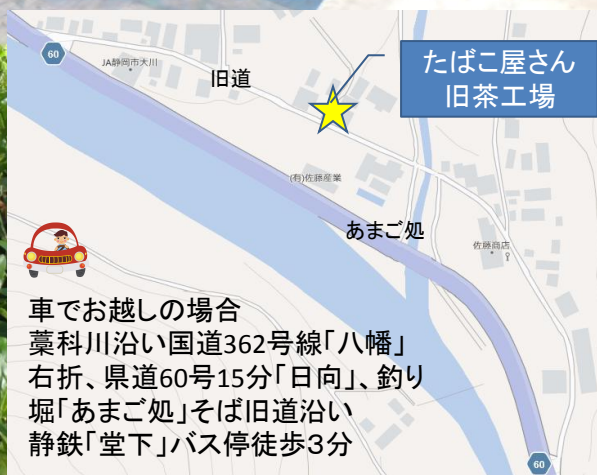 60
JA静岡市大川
旧道
たばこ屋さん
旧茶工場
(有)佐藤産業
あまご処
佐藤商店
車でお越しの場合
藁科川沿い国道362号線「八幡」
右折、県道60号15分「日向」、釣り
堀「あまご処」そば旧道沿い
静鉄「堂下」バス停徒歩3分
60